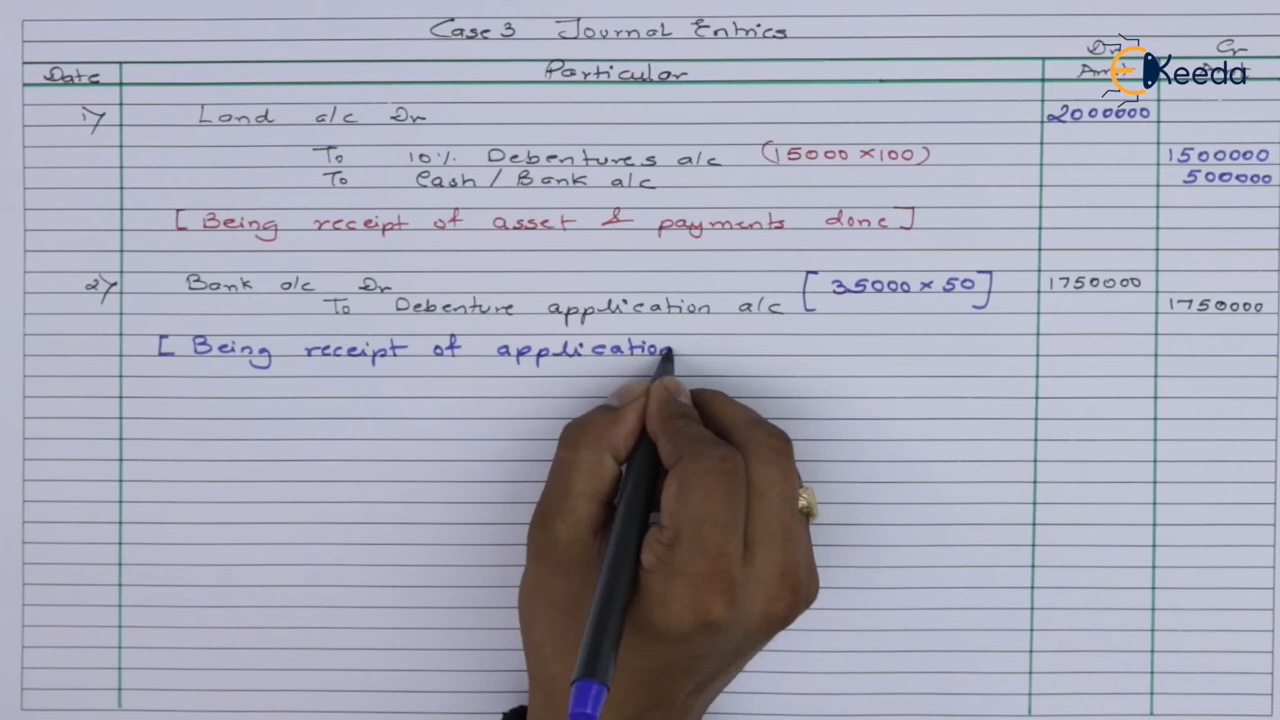 Case 3 Journal Entries
Dr Cr
Date Particular Keeda
1) Land a/c Dr 2000000
To 10% Debentures a/c (15000 × 100) 1500000
To Cash / Bank a/c 500000
[ Being receipt of asset & payments done ]
2) Bank a/c Dr [ 35000 × 50 ] 1750000
To Debenture application a/c 1750000
[ Being receipt of application